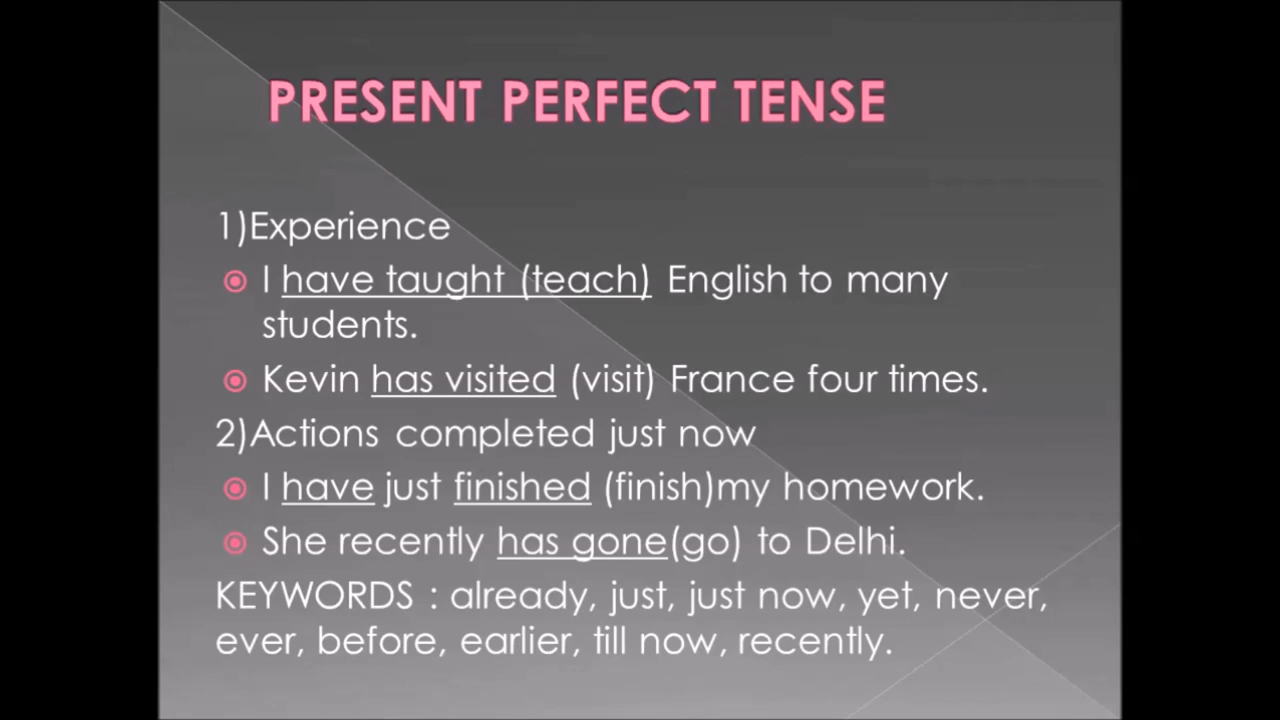 PRESENT PERFECT TENSE
1)Experience
I have taught (teach) English to many
students.
Kevin has visited (visit) France four times.
2)Actions completed just now
I have just finished (finish)my homework.
She recently has gone(go) to Delhi.
KEYWORDS : already, just, just now, yet, never,
ever, before, earlier, till now, recently.